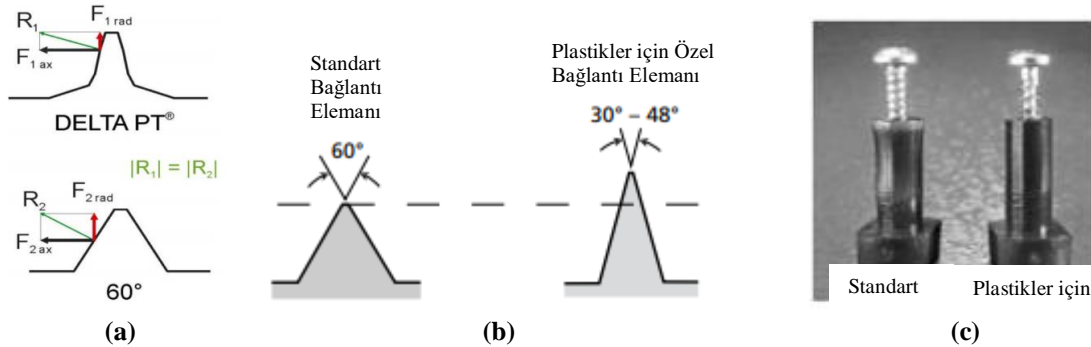 R1
F1 rad
F1 ax
DELTA PT®
|R1| = |R2|
R2
F2 rad
F2 ax
60°
(a)
Standart
Bağlantı
Elemanı
60°
Plastikler için Özel
Bağlantı Elemanı
30° – 48°
(b)
Standart
Plastikler için
(c)